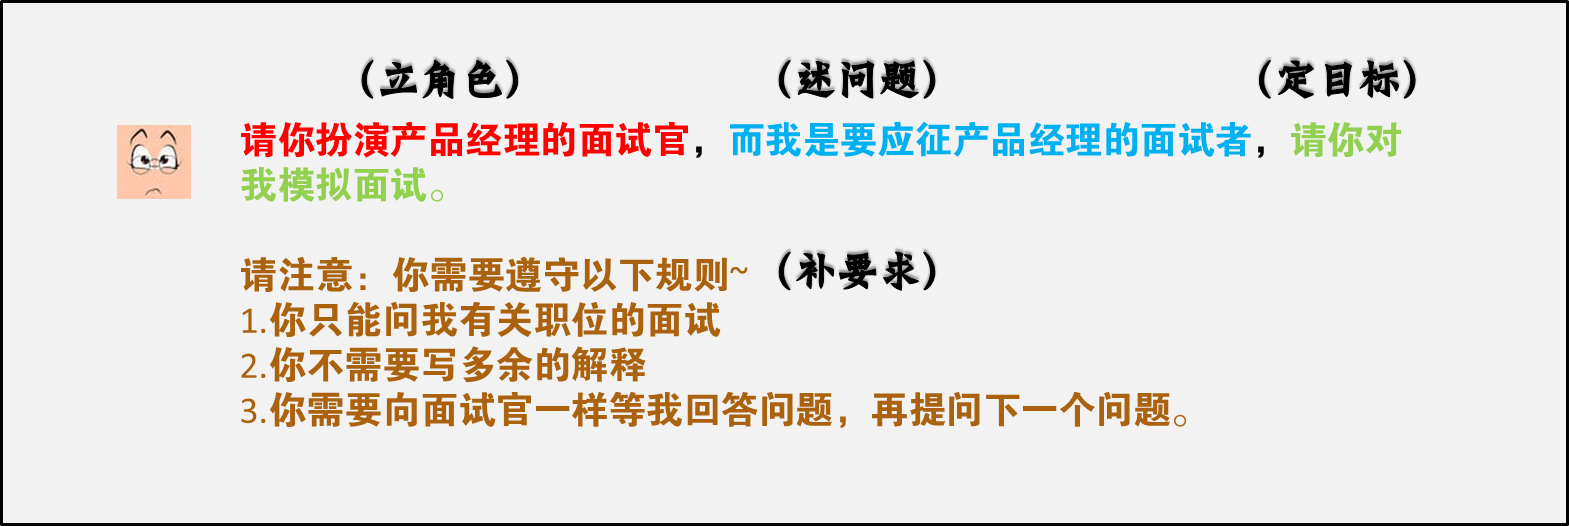 （立角色） （述问题） （定目标）
请你扮演产品经理的面试官，而我是要应征产品经理的面试者，请你对
我模拟面试。
请注意：你需要遵守以下规则~ （补要求）
1.你只能问我有关职位的面试
2.你不需要写多余的解释
3.你需要向面试官一样等我回答问题，再提问下一个问题。